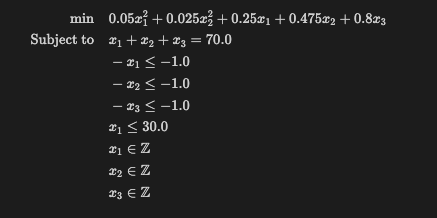 min 0.05x₁² + 0.025x₂² + 0.25x₁ + 0.475x₂ + 0.8x₃
Subject to x₁ + x₂ + x₃ = 70.0
− x₁ ≤ −1.0
− x₂ ≤ −1.0
− x₃ ≤ −1.0
x₁ ≤ 30.0
x₁ ∈ ℤ
x₂ ∈ ℤ
x₃ ∈ ℤ